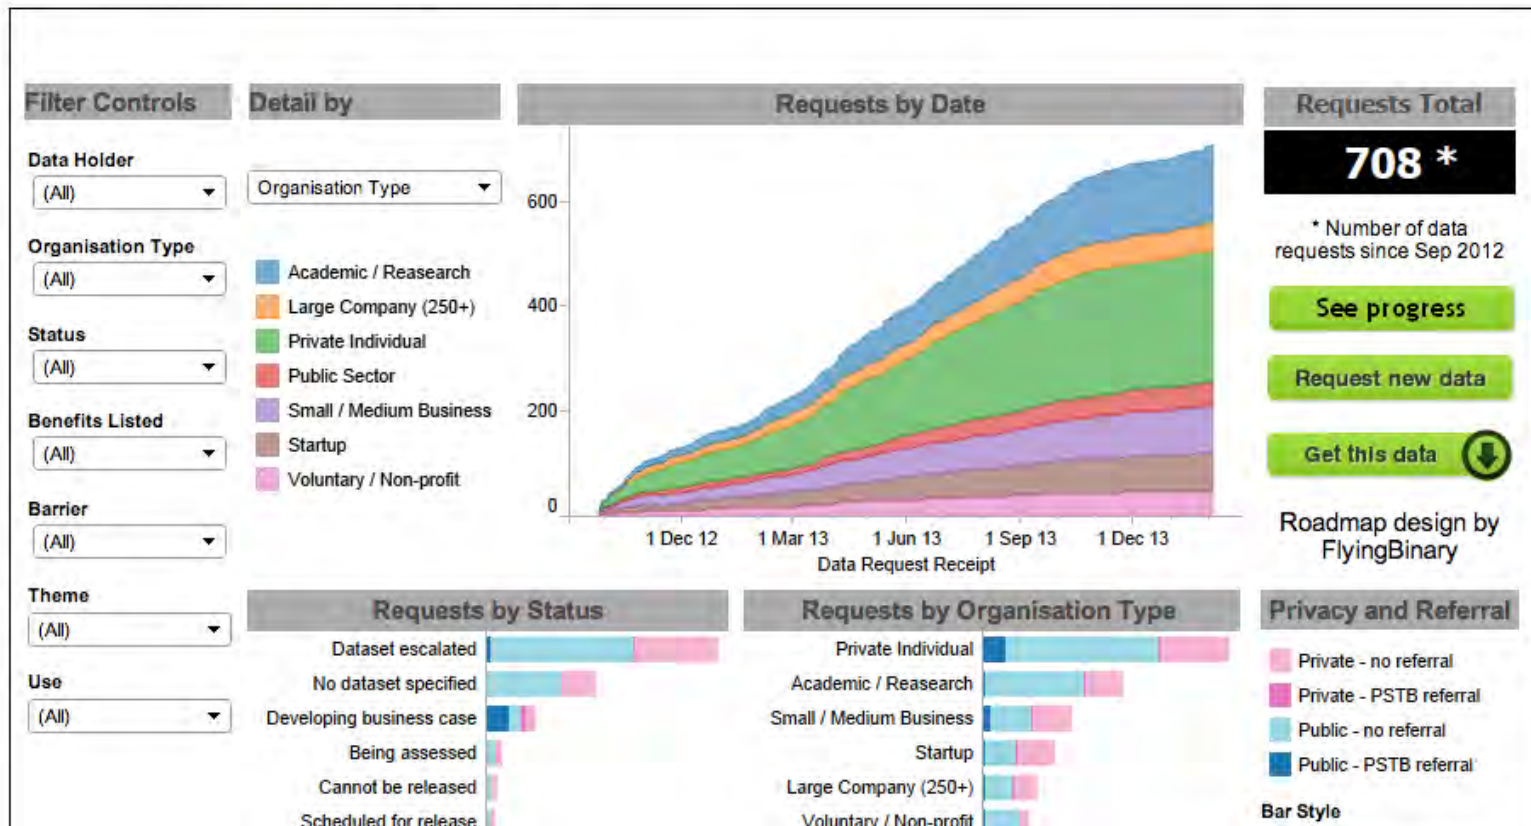 Filter Controls
Detail by
Requests by Date
Requests Total
Data Holder
(All)
Organisation Type
(All)
Status
(All)
Benefits Listed
(All)
Barrier
(All)
Theme
(All)
Use
(All)
Organisation Type
Academic / Reasearch
Large Company (250+)
Private Individual
Public Sector
Small / Medium Business
Startup
Voluntary / Non-profit
600
400
200
0
1 Dec 12
1 Mar 13
1 Jun 13
1 Sep 13
1 Dec 13
Data Request Receipt
708 *
* Number of data
requests since Sep 2012
See progress
Request new data
Get this data
Roadmap design by
FlyingBinary
Requests by Status
Dataset escalated
No dataset specified
Developing business case
Being assessed
Cannot be released
Scheduled for release
Requests by Organisation Type
Private Individual
Academic / Reasearch
Small / Medium Business
Startup
Large Company (250+)
Voluntary / Non-profit
Privacy and Referral
Private - no referral
Private - PSTB referral
Public - no referral
Public - PSTB referral
Bar Style